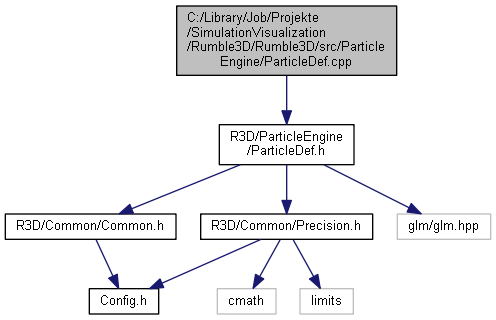 C:/Library/Job/Projekte
/SimulationVisualization
/Rumble3D/Rumble3D/src/Particle
Engine/ParticleDef.cpp
R3D/ParticleEngine
/ParticleDef.h
R3D/Common/Common.h
R3D/Common/Precision.h
glm/glm.hpp
Config.h
cmath
limits